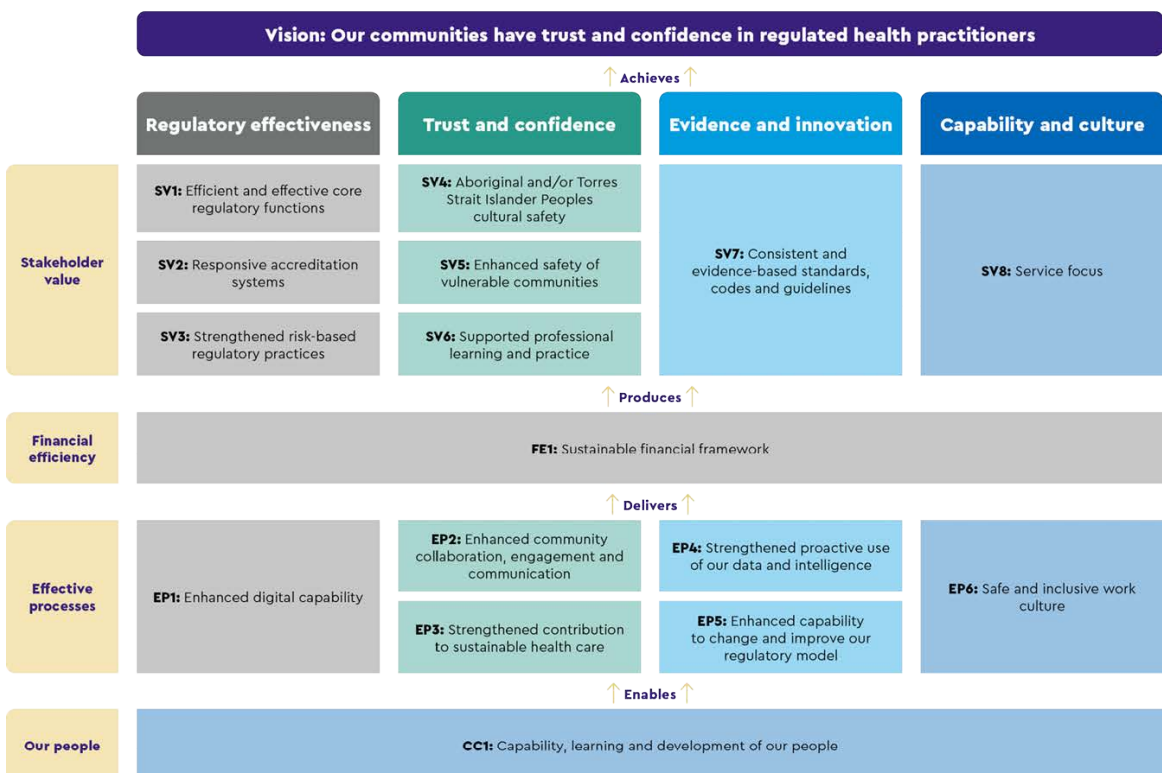 Vision: Our communities have trust and confidence in regulated health practitioners
Achieves
Regulatory effectiveness
Trust and confidence
Evidence and innovation
Capability and culture
Stakeholder
value
SV1: Efficient and effective core
regulatory functions
SV2: Responsive accreditation
systems
SV3: Strengthened risk-based
regulatory practices
SV4: Aboriginal and/or Torres
Strait Islander Peoples
cultural safety
SV5: Enhanced safety of
vulnerable communities
SV6: Supported professional
learning and practice
SV7: Consistent and
evidence-based standards,
codes and guidelines
SV8: Service focus
Produces
Financial
efficiency
FE1: Sustainable financial framework
Delivers
Effective
processes
EP1: Enhanced digital capability
EP2: Enhanced community
collaboration, engagement and
communication
EP3: Strengthened contribution
to sustainable health care
EP4: Strengthened proactive use
of our data and intelligence
EP5: Enhanced capability
to change and improve our
regulatory model
EP6: Safe and inclusive work
culture
Enables
Our people
CC1: Capability, learning and development of our people